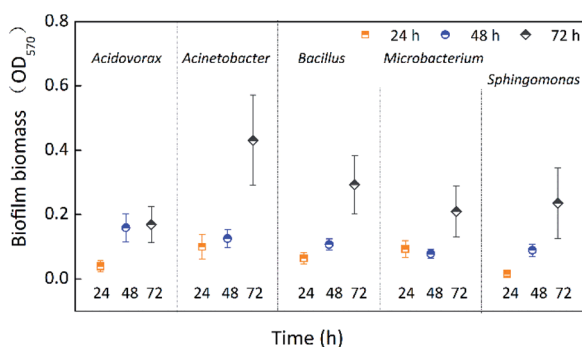 24 h 48 h 72 h
Acidovorax Acinetobacter Bacillus Microbacterium
Sphingomonas
Biofilm biomass （OD570）
0.8
0.6
0.4
0.2
0.0
24 48 72 24 48 72 24 48 72 24 48 72 24 48 72
Time (h)